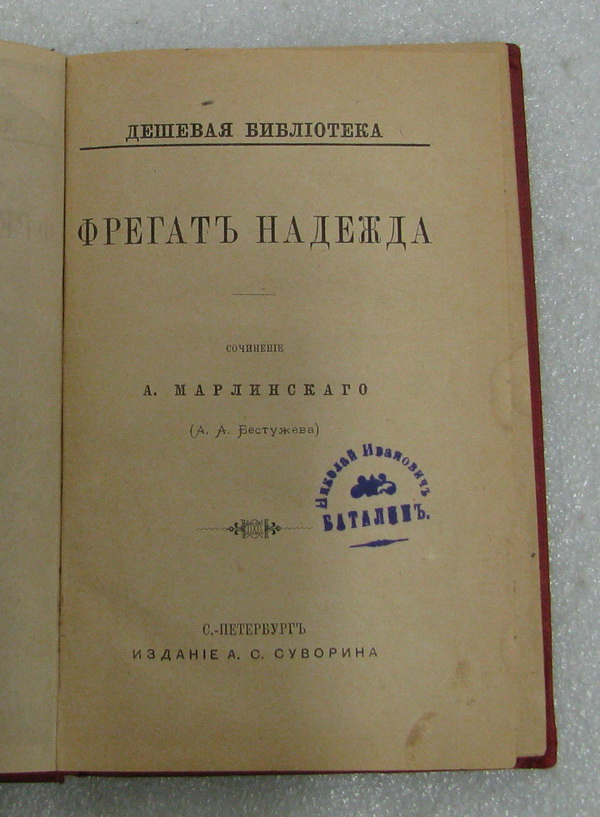 ДЕШЕВАЯ БИБЛІОТЕКА
ФРЕГАТЪ НАДЕЖДА
СОЧИНЕНІЕ
А. МАРЛИНСКАГО
(А. А. Бестужева)
Николай Ивановичъ
БАТАЛИНЪ.
С.-ПЕТЕРБУРГЪ
ИЗДАНІЕ А. С. СУВОРИНА